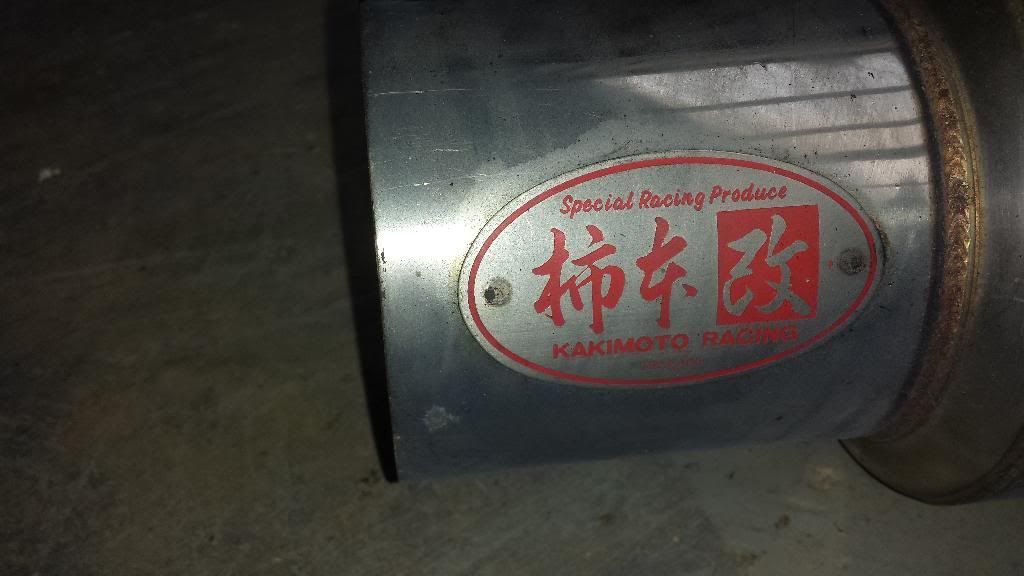 Special Racing Produce
柿本改
KAKIMOTO RACING